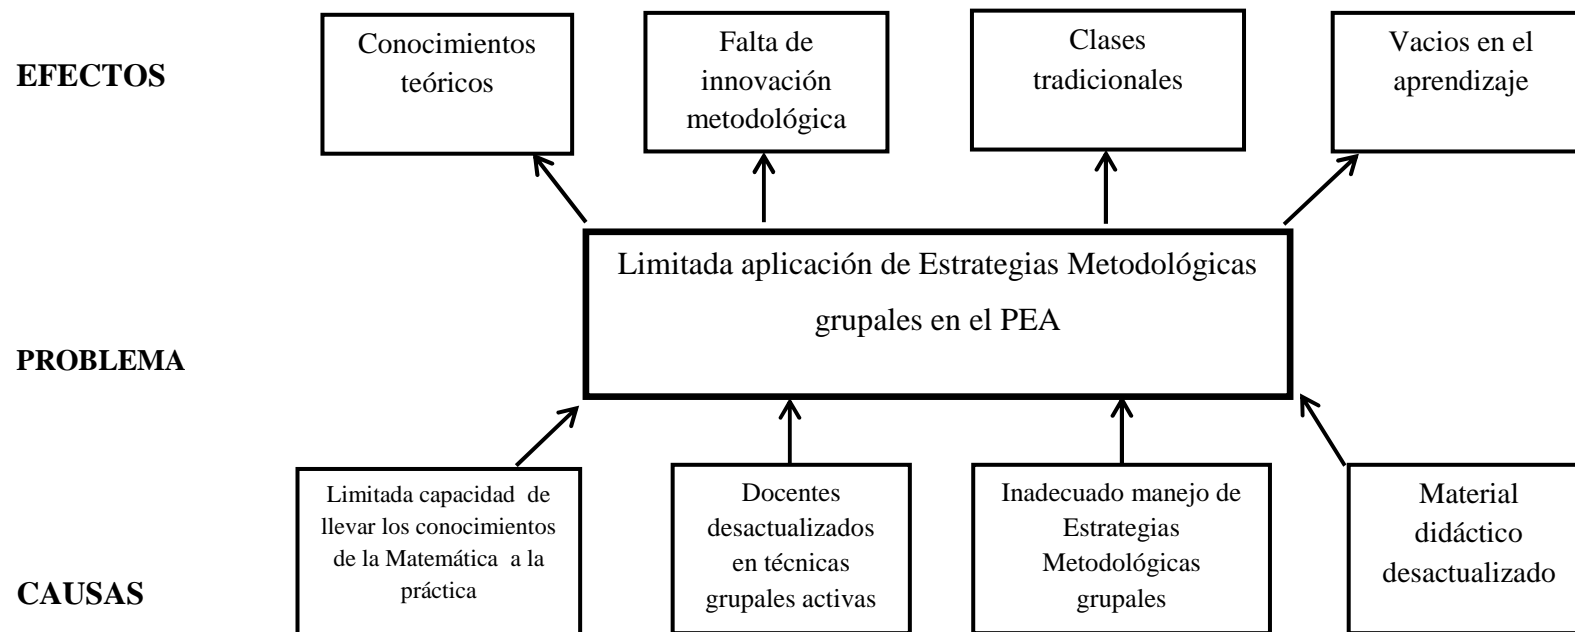 EFECTOS
Conocimientos
teóricos
Falta de
innovación
metodológica
Clases
tradicionales
Vacios en el
aprendizaje
PROBLEMA
Limitada aplicación de Estrategias Metodológicas
grupales en el PEA
CAUSAS
Limitada capacidad de
llevar los conocimientos
de la Matemática a la
práctica
Docentes
desactualizados
en técnicas
grupales activas
Inadecuado manejo de
Estrategias
Metodológicas
grupales
Material
didáctico
desactualizado